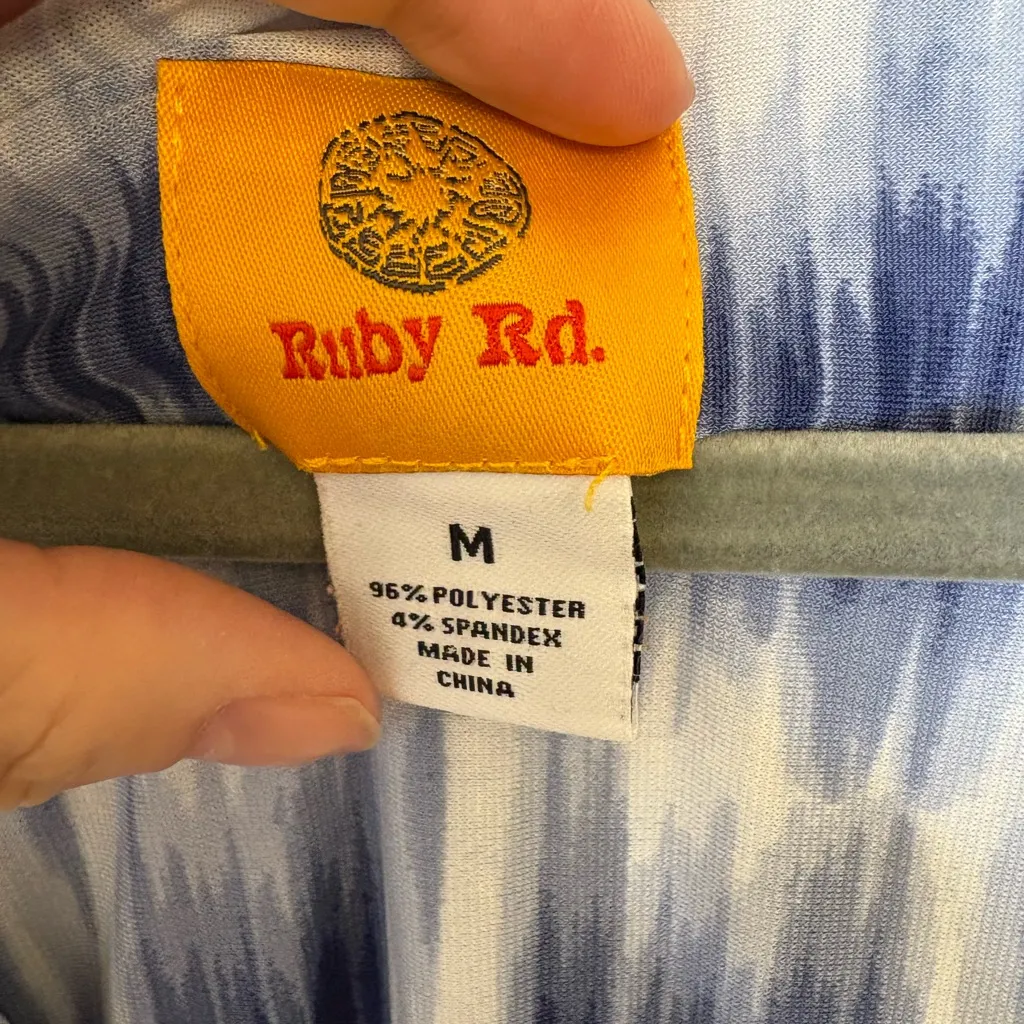 Ruby Rd.
M
96% POLYESTER
4% SPANDEX
MADE IN
CHINA